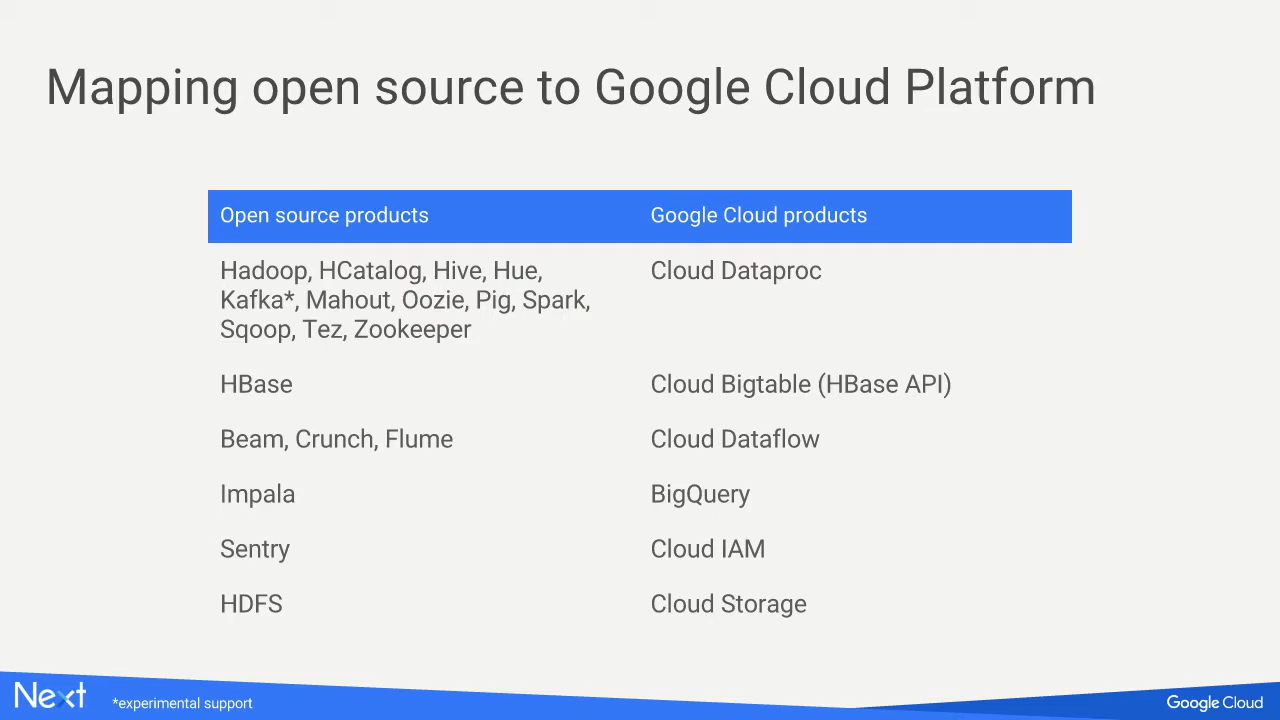 Mapping open source to Google Cloud Platform
Open source products
Google Cloud products
Hadoop, HCatalog, Hive, Hue,
Kafka*, Mahout, Oozie, Pig, Spark,
Sqoop, Tez, Zookeeper
Cloud Dataproc
HBase
Cloud Bigtable (HBase API)
Beam, Crunch, Flume
Cloud Dataflow
Impala
BigQuery
Sentry
Cloud IAM
HDFS
Cloud Storage
Next
*experimental support
Google Cloud